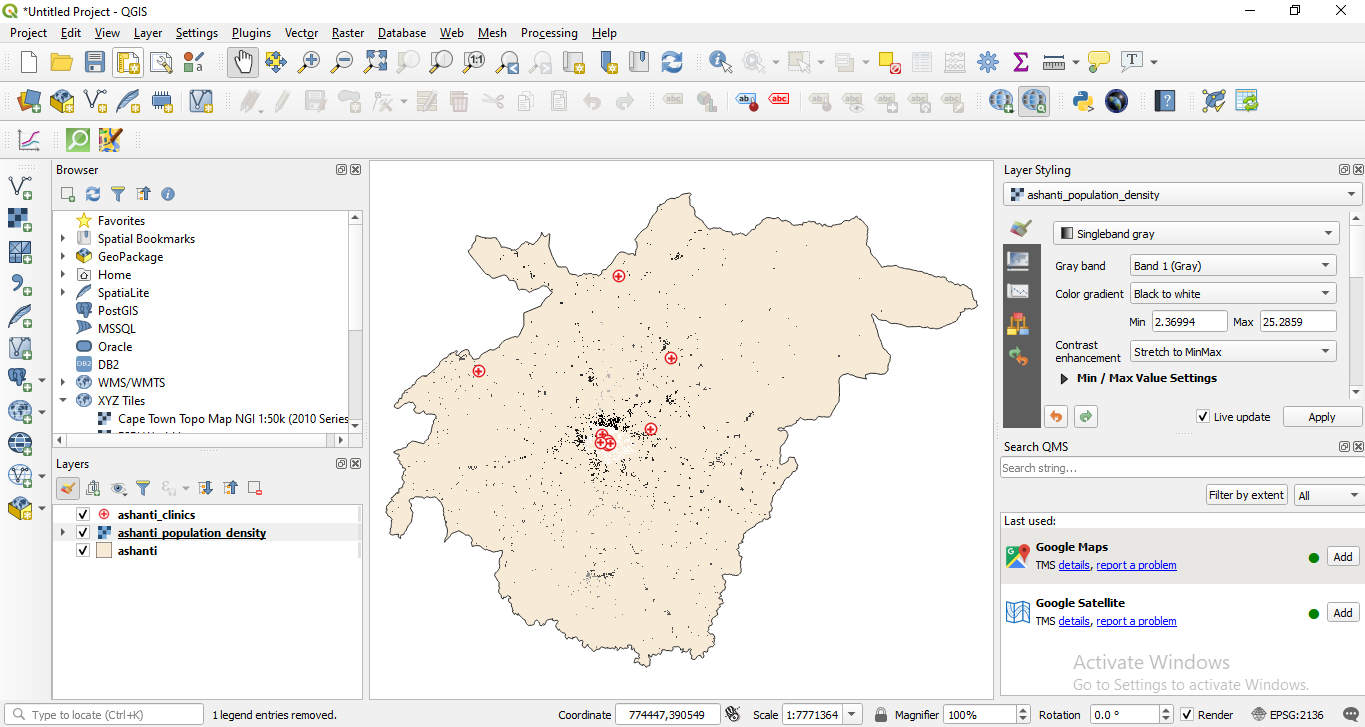 *Untitled Project - QGIS
Project Edit View Layer Settings Plugins Vector Raster Database Web Mesh Processing Help
Browser
Favorites
Spatial Bookmarks
GeoPackage
Home
SpatiaLite
PostGIS
MSSQL
Oracle
DB2 DB2
WMS/WMTS
XYZ Tiles
Cape Town Topo Map NGI 1:50k (2010 Series
Layers
ashanti_clinics
ashanti_population_density
ashanti
Layer Styling
ashanti_population_density
Singleband gray
Gray band Band 1 (Gray)
Color gradient Black to white
Min 2.36994 Max 25.2859
Contrast
enhancement Stretch to MinMax
Min / Max Value Settings
Live update Apply
Search QMS
Search string...
Filter by extent All
Last used:
Google Maps
TMS details, report a problem Add
Google Satellite
TMS details, report a problem Add
Activate Windows
Go to Settings to activate Windows.
Type to locate (Ctrl+K) 1 legend entries removed. Coordinate 774447,390549 Scale 1:7771364 Magnifier 100% Rotation 0.0 ° Render EPSG:2136